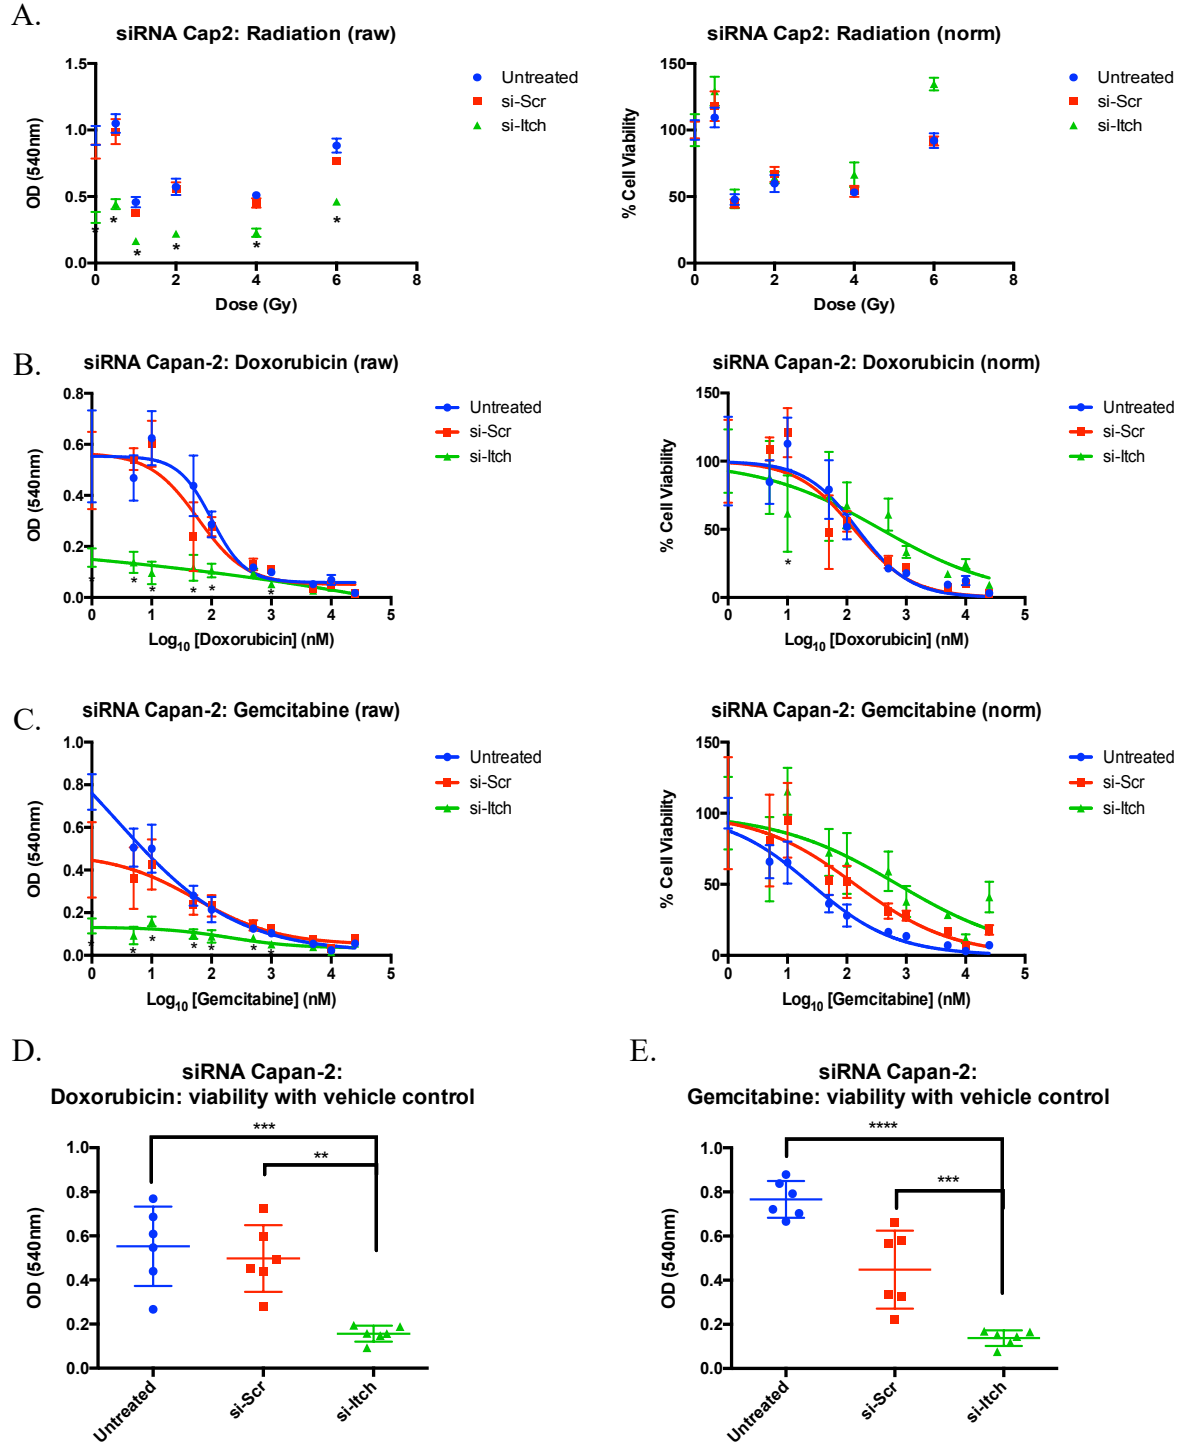 A.
siRNA Cap2: Radiation (raw)
1.5
1.0
0.5
0.0
OD (540nm)
0 2 4 6 8
Dose (Gy)
* * * * * *
Untreated
si-Scr
si-Itch
siRNA Cap2: Radiation (norm)
150
100
50
0
% Cell Viability
0 2 4 6 8
Dose (Gy)
Untreated
si-Scr
si-Itch
B.
siRNA Capan-2: Doxorubicin (raw)
0.8
0.6
0.4
0.2
0.0
OD (540nm)
0 1 2 3 4 5
Log10 [Doxorubicin] (nM)
* * * * * *
Untreated
si-Scr
si-Itch
siRNA Capan-2: Doxorubicin (norm)
150
100
50
0
% Cell Viability
0 1 2 3 4 5
Log10 [Doxorubicin] (nM)
*
Untreated
si-Scr
si-Itch
C.
siRNA Capan-2: Gemcitabine (raw)
1.0
0.8
0.6
0.4
0.2
0.0
OD (540nm)
0 1 2 3 4 5
Log10 [Gemcitabine] (nM)
* * * * * * *
Untreated
si-Scr
si-Itch
siRNA Capan-2: Gemcitabine (norm)
150
100
50
0
% Cell Viability
0 1 2 3 4 5
Log10 [Gemcitabine] (nM)
Untreated
si-Scr
si-Itch
D.
siRNA Capan-2:
Doxorubicin: viability with vehicle control
***
**
1.0
0.8
0.6
0.4
0.2
0.0
OD (540nm)
Untreated
si-Scr
si-Itch
E.
siRNA Capan-2:
Gemcitabine: viability with vehicle control
****
***
1.0
0.8
0.6
0.4
0.2
0.0
OD (540nm)
Untreated
si-Scr
si-Itch